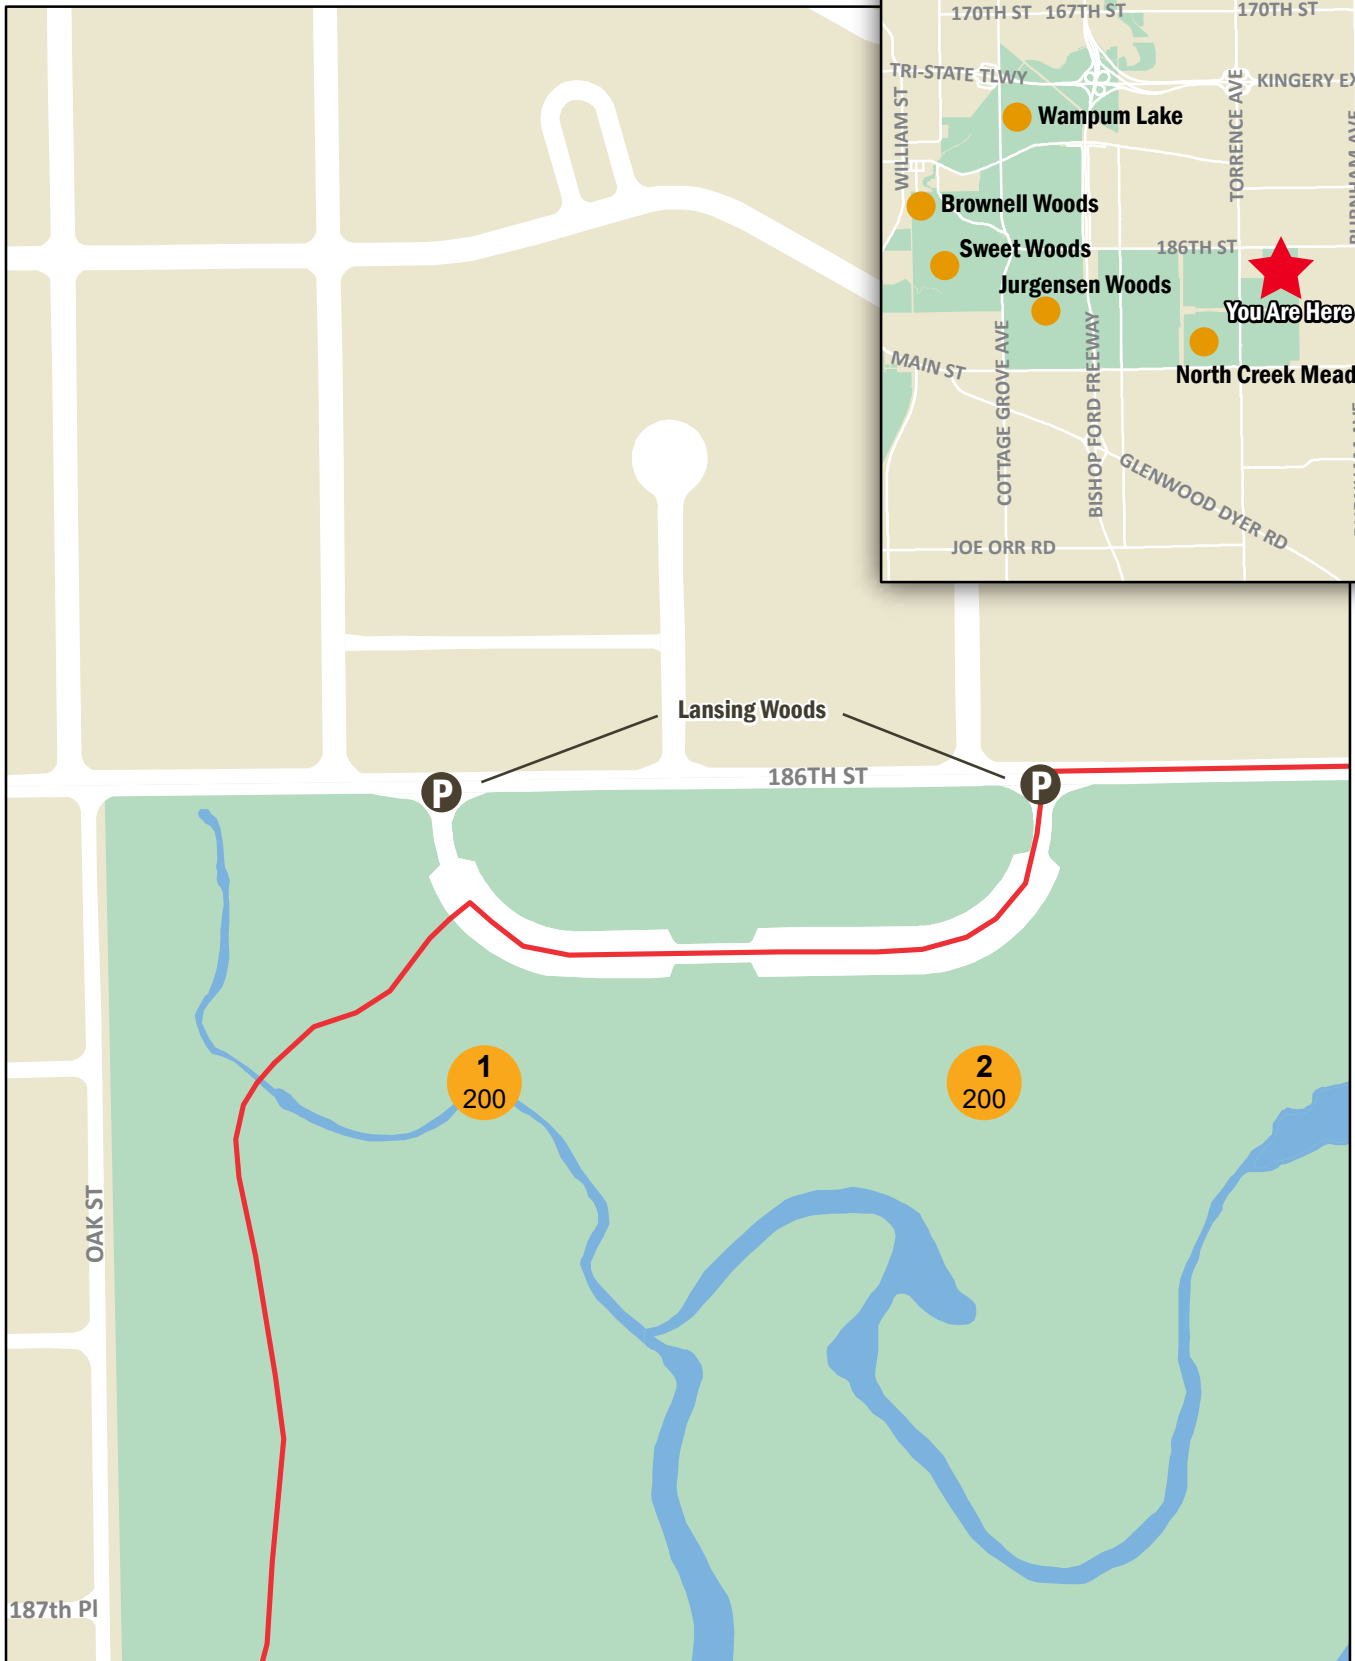 170TH ST
167TH ST
170TH ST
TRI-STATE TLWY
KINGERY EX
WILLIAM ST
Wampum Lake
TORRENCE AVE
BURNHAM AVE
Brownell Woods
Sweet Woods
186TH ST
Jurgensen Woods
You Are Here
MAIN ST
COTTAGE GROVE AVE
BISHOP FORD FREEWAY
North Creek Mead
GLENWOOD DYER RD
JOE ORR RD
Lansing Woods
186TH ST
P
P
1
200
2
200
OAK ST
187th Pl